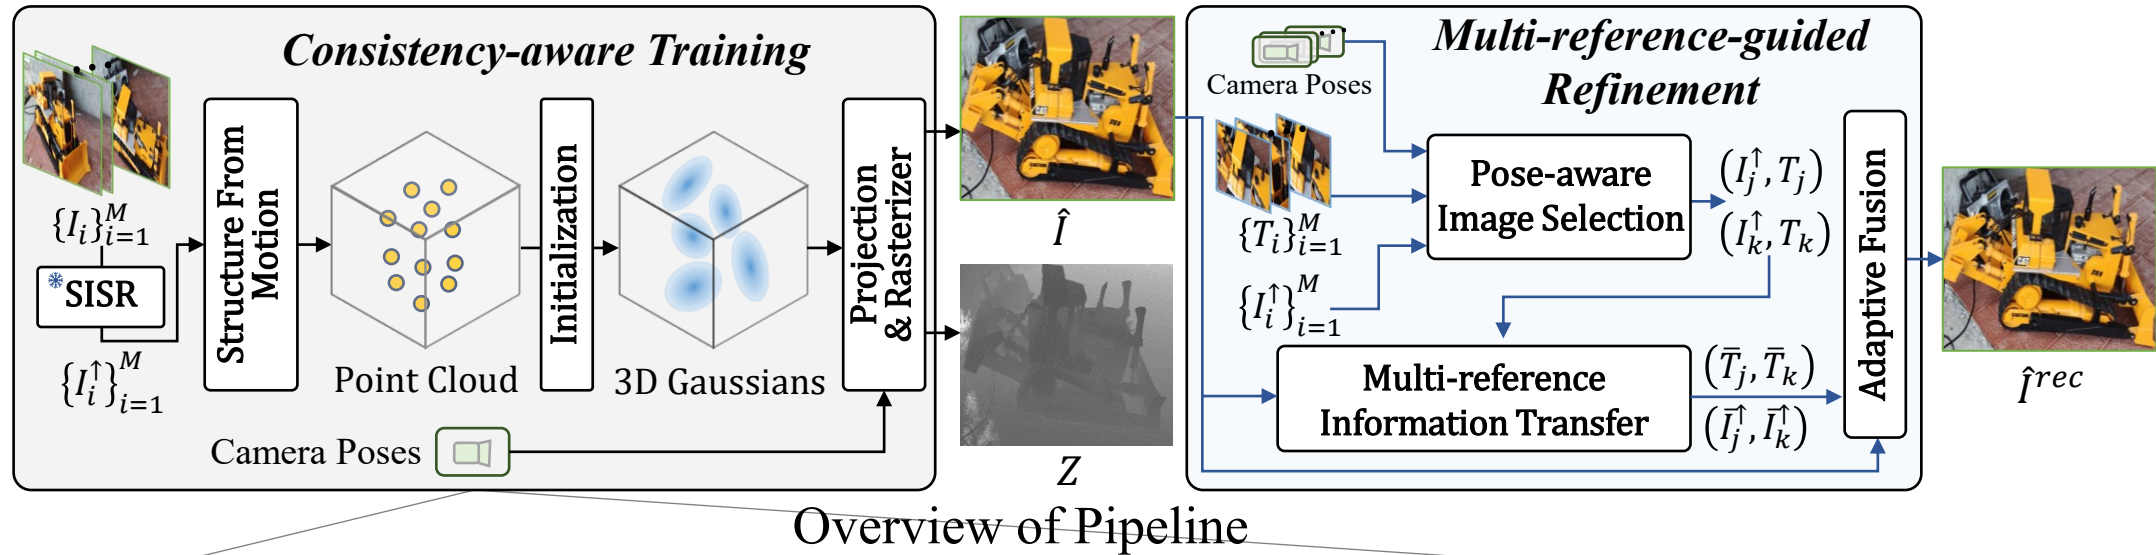 Consistency-aware Training
{I_i}_{i=1}^M
SISR
{I_i^↑}_{i=1}^M
Structure From
Motion
Point Cloud
Initialization
3D Gaussians
Projection
& Rasterizer
Camera Poses
Î
Z
Multi-reference-guided
Refinement
Camera Poses
{T_i}_{i=1}^M
{I_i^↑}_{i=1}^M
Pose-aware
Image Selection
(I_j^↑, T_j)
(I_k^↑, T_k)
Multi-reference
Information Transfer
(T̄_j, T̄_k)
(Ī_j^↑, Ī_k^↑)
Adaptive Fusion
Î^{rec}
Overview of Pipeline